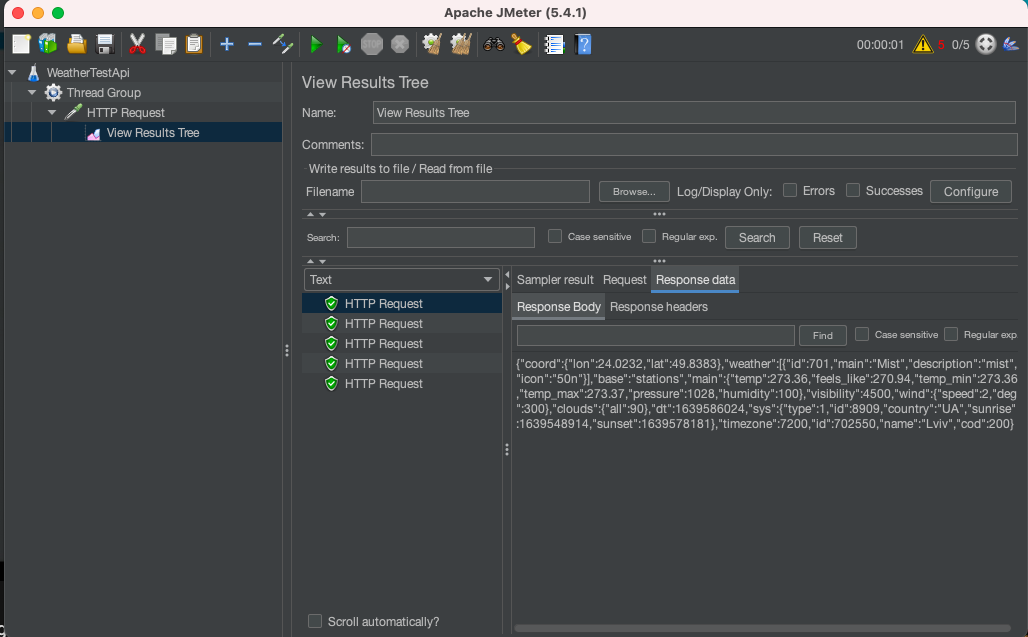 Apache JMeter (5.4.1)
00:00:01 5 0/5
WeatherTestApi
Thread Group
HTTP Request
View Results Tree
View Results Tree
Name: View Results Tree
Comments:
Write results to file / Read from file
Filename Browse... Log/Display Only: Errors Successes Configure
Search: Case sensitive Regular exp. Search Reset
Text
HTTP Request
HTTP Request
HTTP Request
HTTP Request
HTTP Request
Scroll automatically?
Sampler result Request Response data
Response Body Response headers
Find Case sensitive Regular exp
{"coord":{"lon":24.0232,"lat":49.8383},"weather":[{"id":701,"main":"Mist","description":"mist",
"icon":"50n"}],"base":"stations","main":{"temp":273.36,"feels_like":270.94,"temp_min":273.36
,"temp_max":273.37,"pressure":1028,"humidity":100},"visibility":4500,"wind":{"speed":2,"deg"
:300},"clouds":{"all":90},"dt":1639586024,"sys":{"type":1,"id":8909,"country":"UA","sunrise"
:1639548914,"sunset":1639578181},"timezone":7200,"id":702550,"name":"Lviv","cod":200}